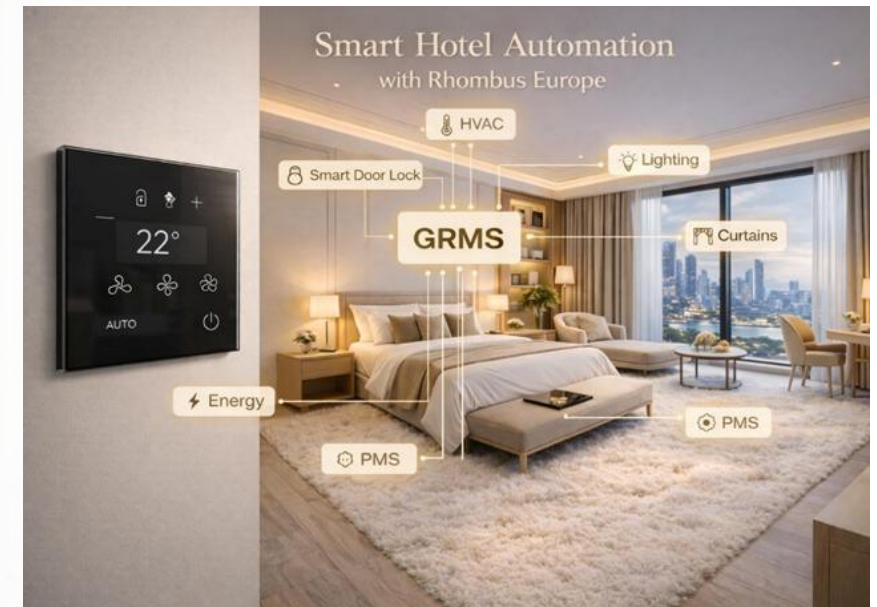 Smart Hotel Automation
with Rhombus Europe
HVAC
Lighting
Smart Door Lock
GRMS
Curtains
22°
AUTO
Energy
PMS
PMS